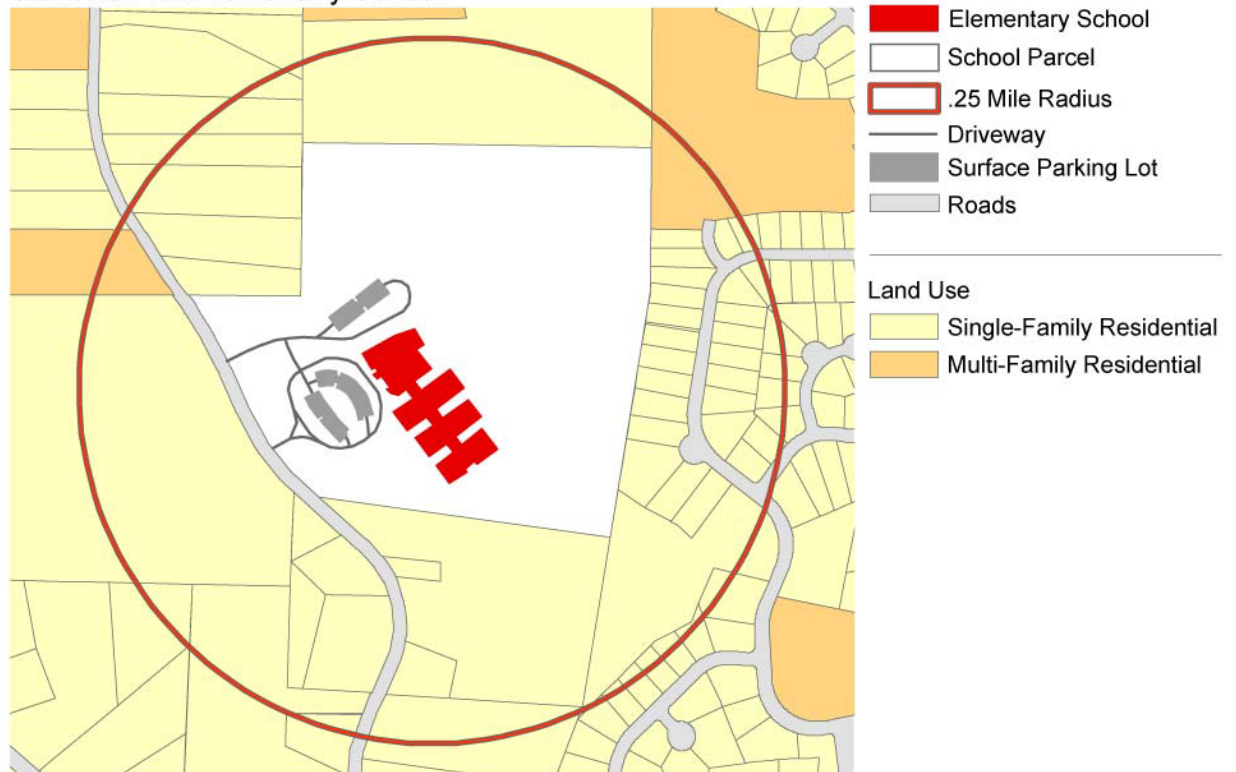 Elementary School
School Parcel
.25 Mile Radius
Driveway
Surface Parking Lot
Roads
Land Use
Single-Family Residential
Multi-Family Residential